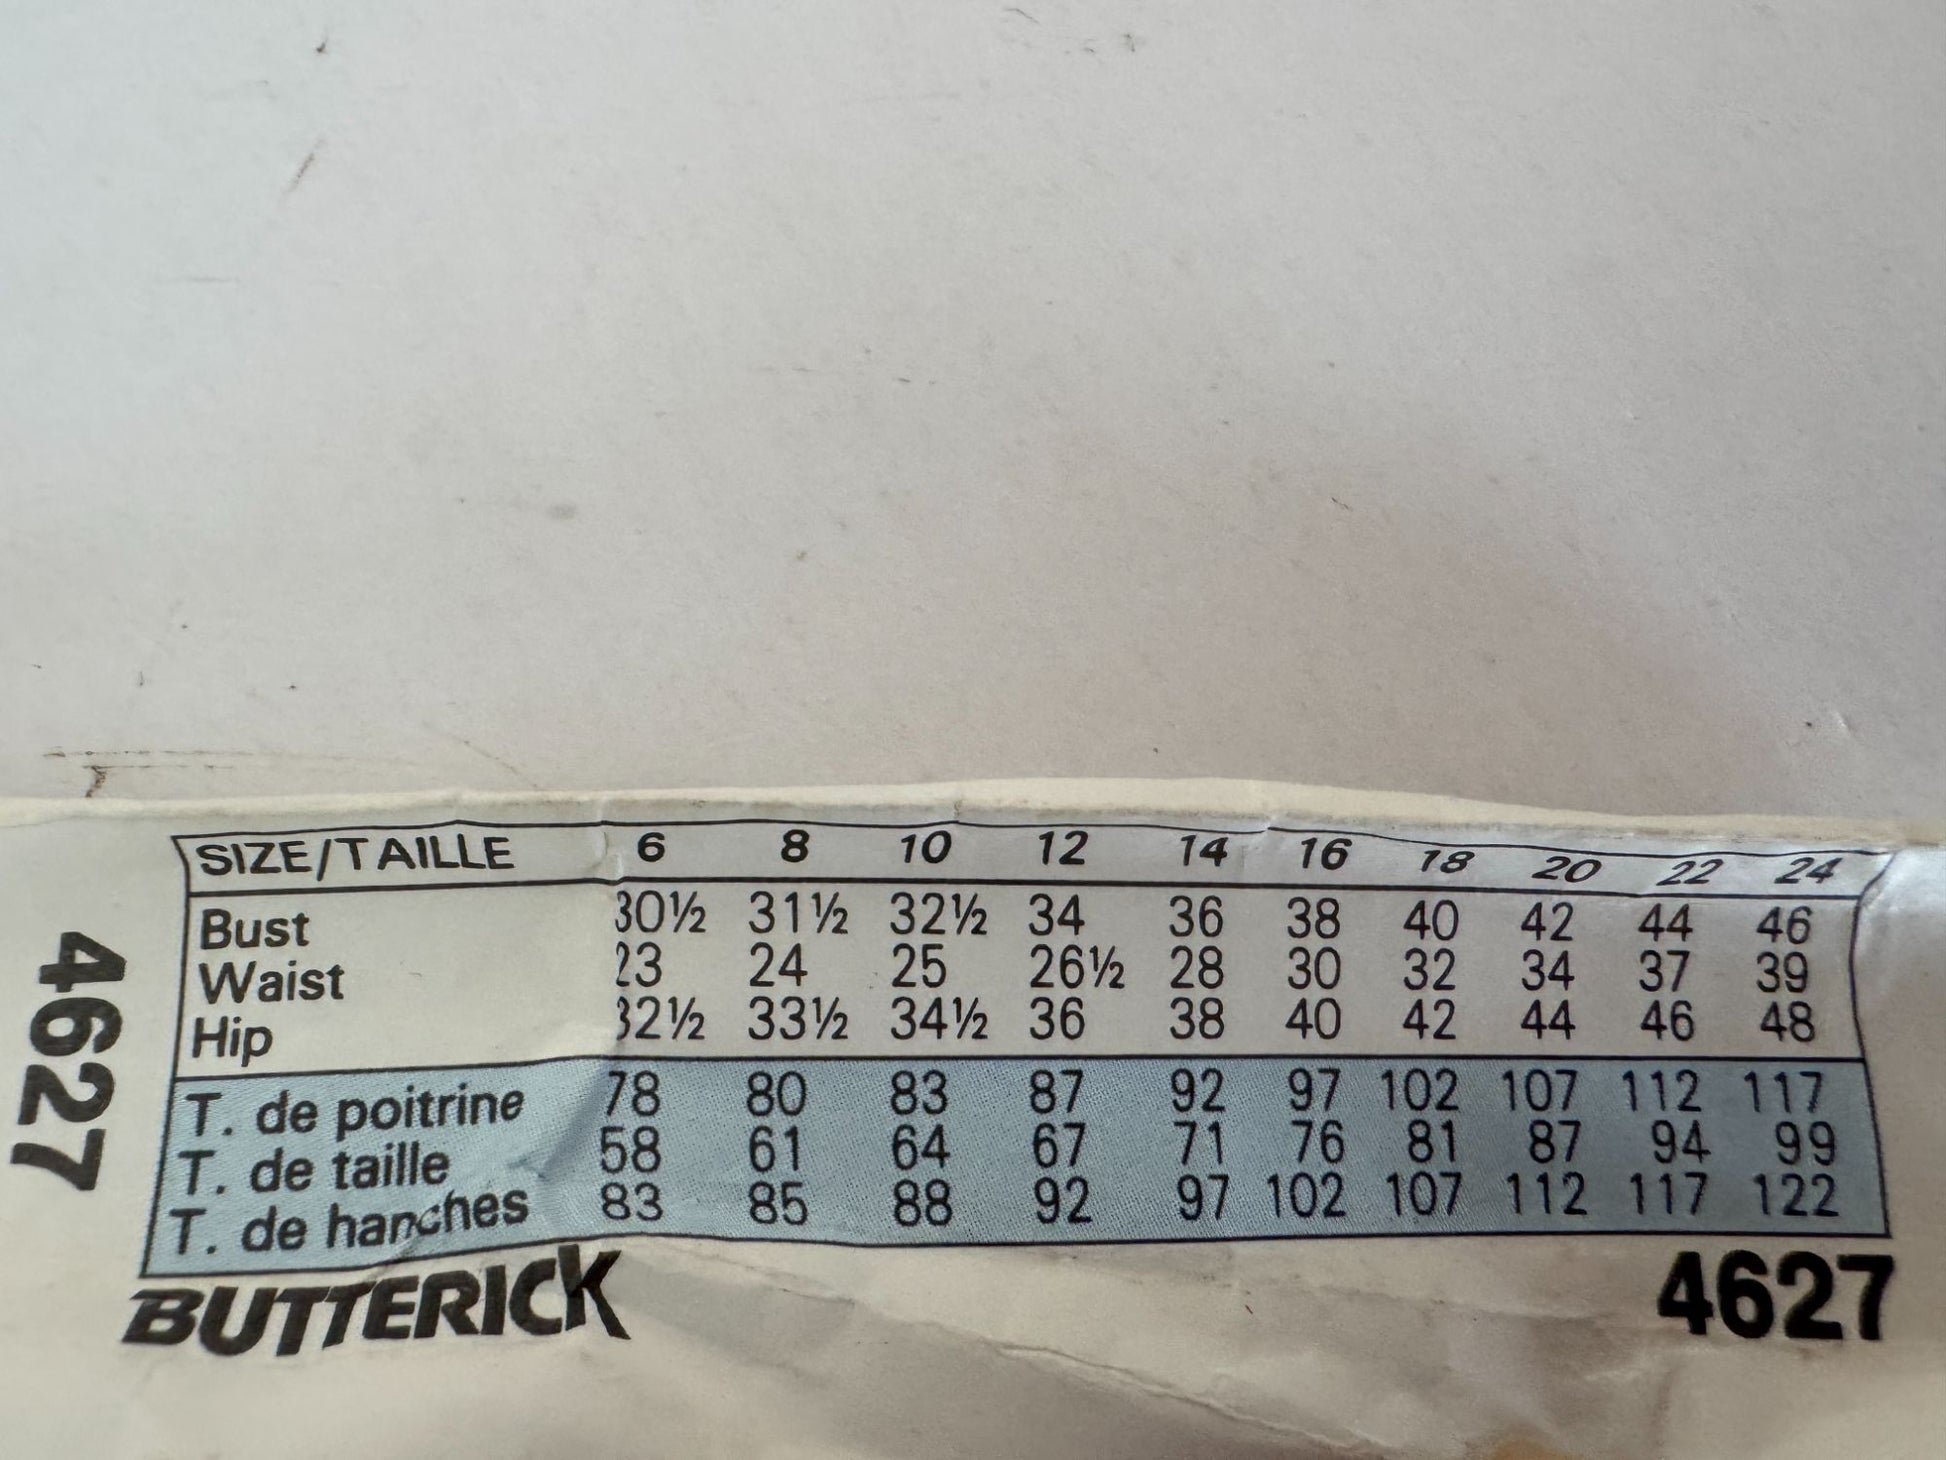 SIZE/TAILLE 6 8 10 12 14 16 18 20 22 24
Bust 30½ 31½ 32½ 34 36 38 40 42 44 46
Waist 23 24 25 26½ 28 30 32 34 37 39
Hip 32½ 33½ 34½ 36 38 40 42 44 46 48
T. de poitrine 78 80 83 87 92 97 102 107 112 117
T. de taille 58 61 64 67 71 76 81 87 94 99
T. de hanches 83 85 88 92 97 102 107 112 117 122
BUTTERICK 4627
4627